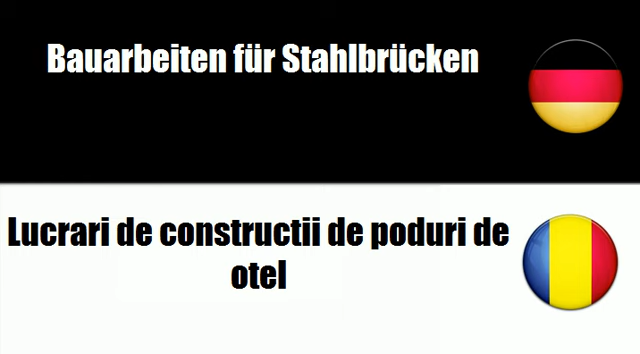 Bauarbeiten für Stahlbrücken
Lucrari de constructii de poduri de
otel